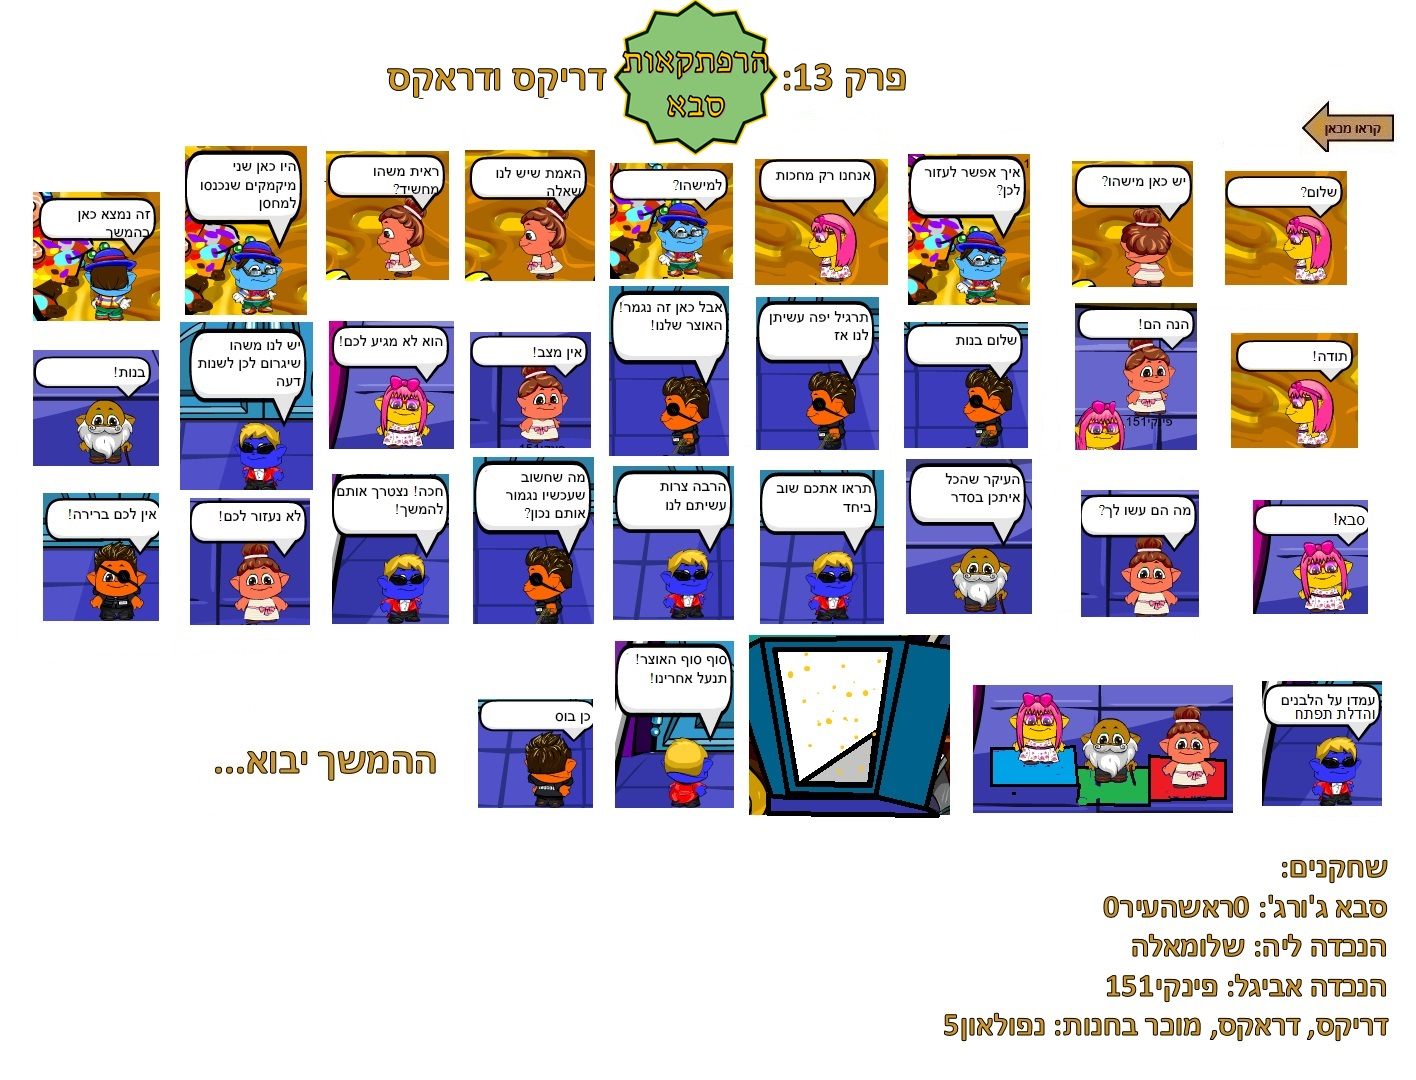 פרק 13:
הרפתקאות
סבא
דריקס ודראקס
קראו מכאן
שלום?
יש כאן מישהו?
איך אפשר לעזור
לכן?
אנחנו רק מחכות
למישהו?
האמת שיש לנו
שאלה
ראית משהו
מחשיד?
היו כאן שני
מיקמקים שנכנסו
למחסן
זה נמצא כאן
בהמשך
תודה!
הנה הם!
פינקי151
שלום בנות
תרגיל יפה עשיתן
לנו אז
אבל כאן זה נגמר!
האוצר שלנו!
אין מצב!
פינקי151
הוא לא מגיע לכם!
יש לנו משהו
שיגרום לכן לשנות
דעה
בנות!
סבא!
מה הם עשו לך?
העיקר שהכל
איתכן בסדר
תראו אתכם שוב
ביחד
הרבה צרות
עשיתם לנו
מה שחשוב
שעכשיו נגמור
אותם נכון?
חכה! נצטרך אותם
להמשך!
לא נעזור לכם!
אין לכם ברירה!
עמדו על הלבנים
והדלת תפתח
סוף סוף האוצר!
תנעל אחרינו!
כן בוס
ההמשך יבוא...
שחקנים:
סבא ג'ורג': 0ראשהעיר0
הנכדה ליה: שלומאלה
הנכדה אביגל: פינקי151
דריקס, דראקס, מוכר בחנות: נפולאון5